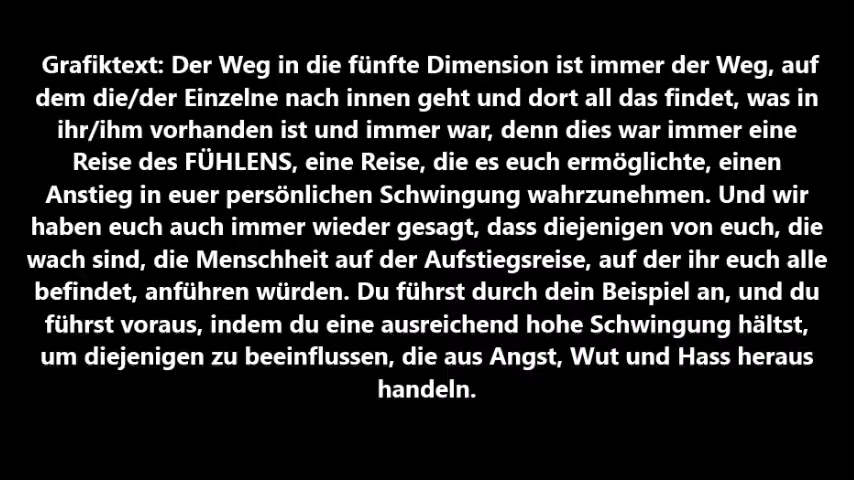 Grafiktext: Der Weg in die fünfte Dimension ist immer der Weg, auf
dem die/der Einzelne nach innen geht und dort all das findet, was in
ihr/ihm vorhanden ist und immer war, denn dies war immer eine
Reise des FÜHLENS, eine Reise, die es euch ermöglichte, einen
Anstieg in euer persönlichen Schwingung wahrzunehmen. Und wir
haben euch auch immer wieder gesagt, dass diejenigen von euch, die
wach sind, die Menschheit auf der Aufstiegsreise, auf der ihr euch alle
befindet, anführen würden. Du führst durch dein Beispiel an, und du
führst voraus, indem du eine ausreichend hohe Schwingung hältst,
um diejenigen zu beeinflussen, die aus Angst, Wut und Hass heraus
handeln.